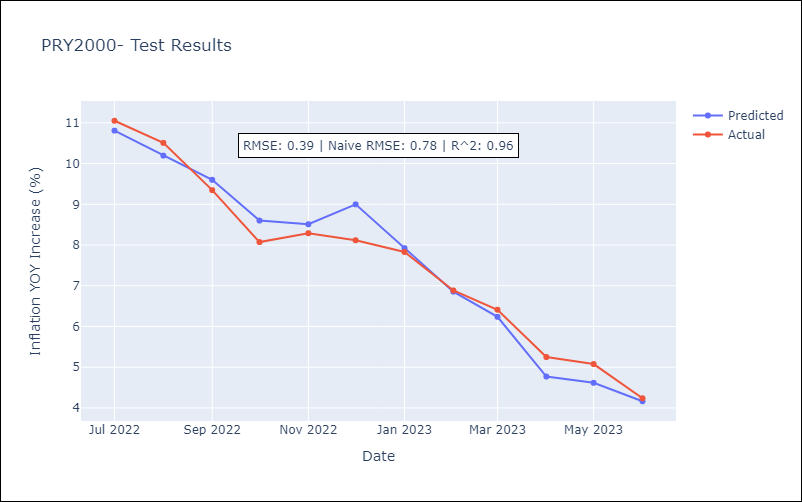 PRY2000- Test Results
Predicted
Actual
RMSE: 0.39 | Naive RMSE: 0.78 | R^2: 0.96
Inflation YOY Increase (%)
11
10
9
8
7
6
5
4
Jul 2022
Sep 2022
Nov 2022
Jan 2023
Mar 2023
May 2023
Date